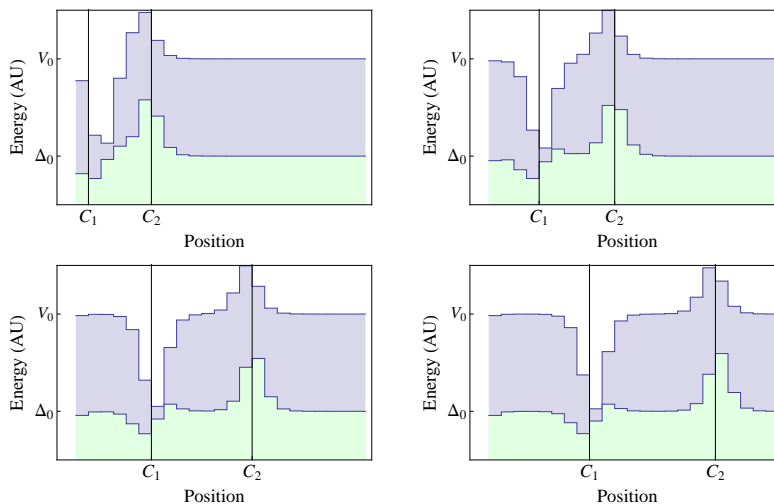 V₀
Energy (AU)
Δ₀
C₁ C₂
Position
V₀
Energy (AU)
Δ₀
C₁ C₂
Position
V₀
Energy (AU)
Δ₀
C₁ C₂
Position
V₀
Energy (AU)
Δ₀
C₁ C₂
Position